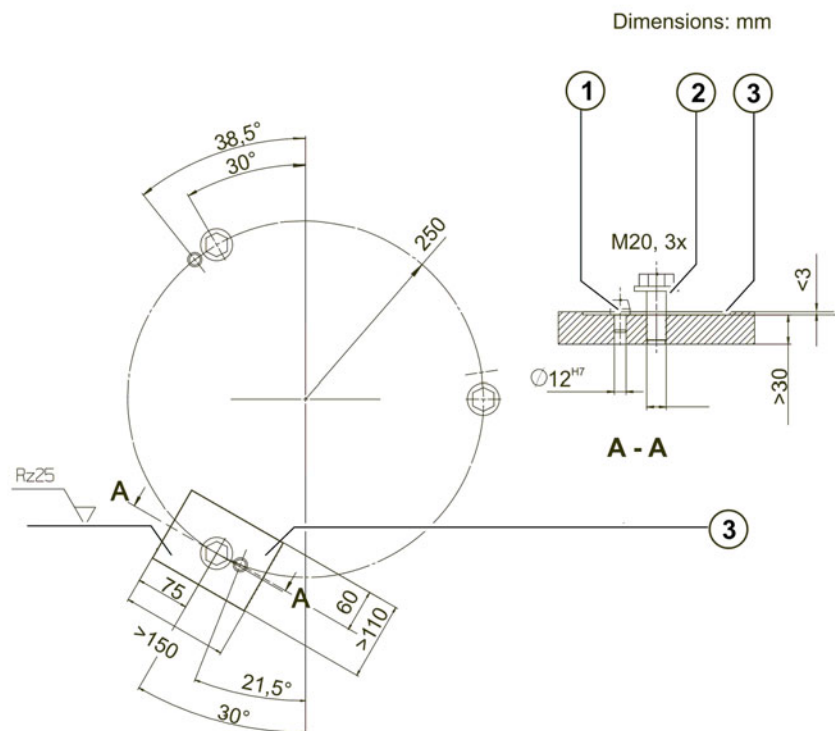 Dimensions: mm
1
2
3
38,5°
30°
250
M20, 3x
<3
>30
∅12H7
A - A
Rz25
A
3
A
75
>150
60
>110
21,5°
30°